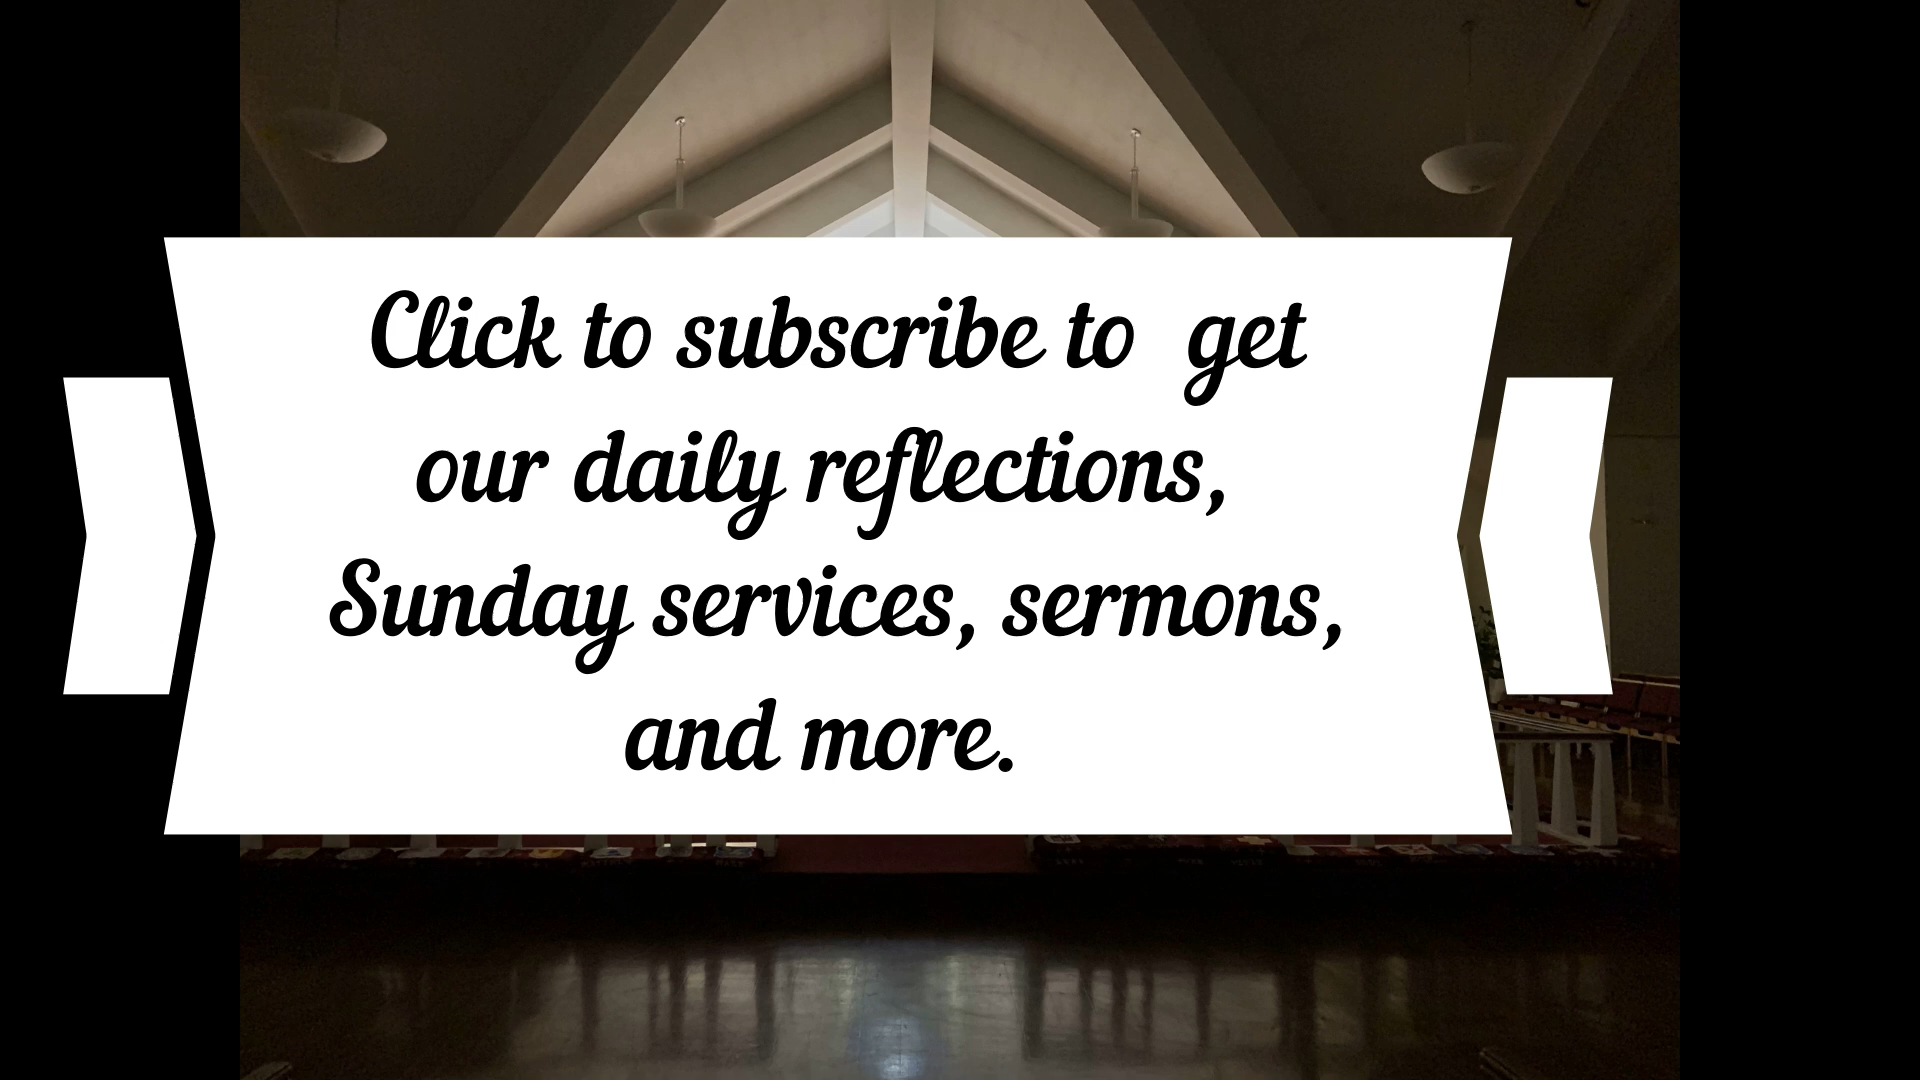 Click to subscribe to  get
our daily reflections,
Sunday services, sermons,
and more.